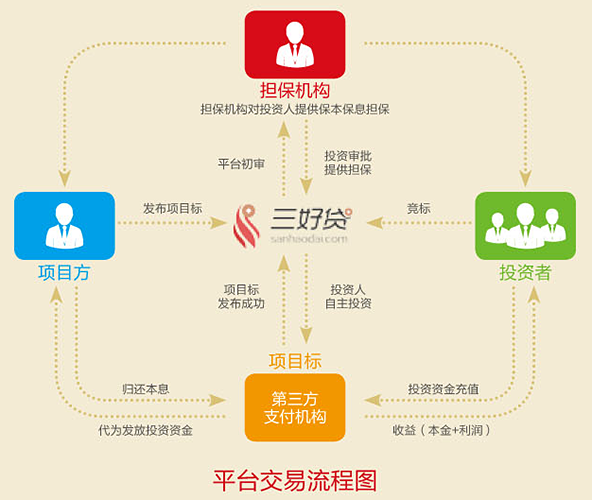 担保机构
担保机构对投资人提供保本保息担保
平台初审
投资审批
提供担保
发布项目标
三好贷
sanhaodai.com
竞标
项目方
投资者
项目标
发布成功
投资人
自主投资
项目标
归还本息
第三方
支付机构
投资资金充值
代为发放投资资金
收益（本金+利润）
平台交易流程图